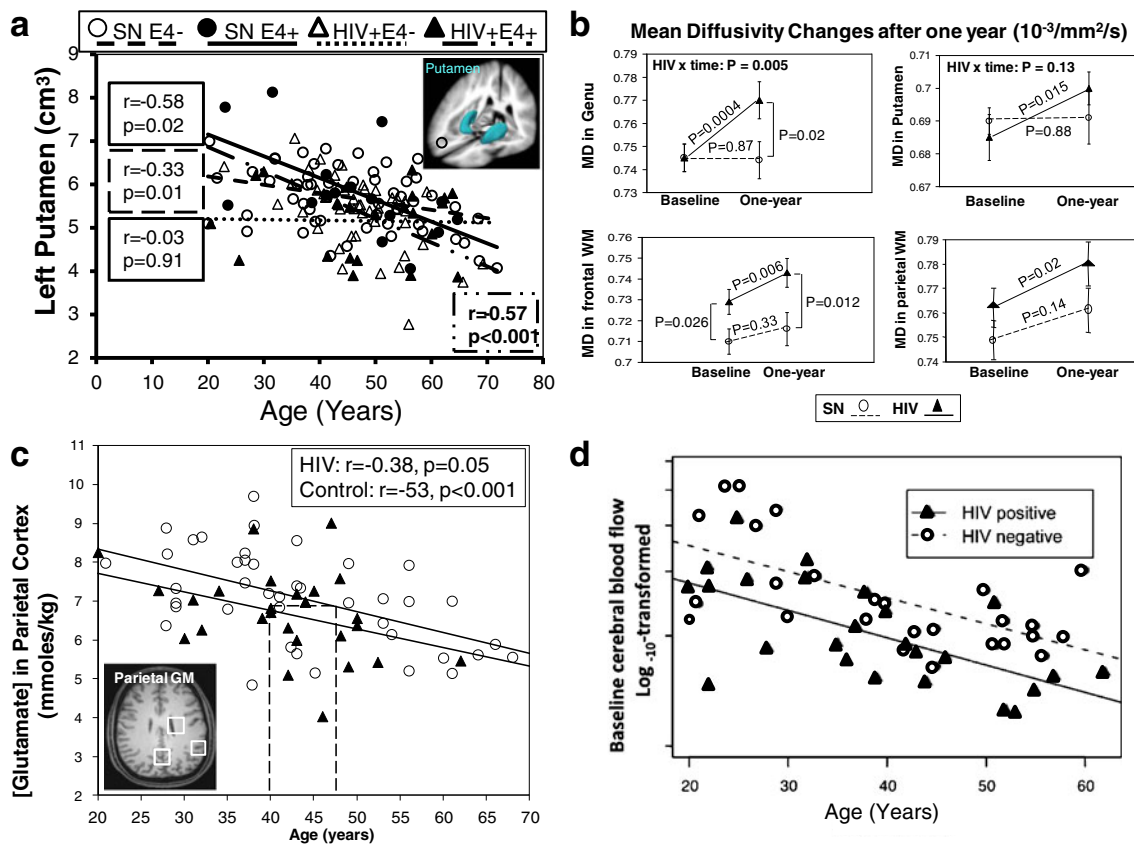 a
SN E4-
SN E4+
HIV+E4-
HIV+E4+
Left Putamen (cm³)
9
8
7
6
5
4
3
2
r=-0.58
p=0.02
r=-0.33
p=0.01
r=-0.03
p=0.91
r=-0.57
p<0.001
Putamen
0
10
20
30
40
50
60
70
80
Age (Years)
b
Mean Diffusivity Changes after one year (10⁻³/mm²/s)
MD in Genu
0.79
0.78
0.77
0.76
0.75
0.74
0.73
HIV x time: P = 0.005
P=0.0004
P=0.87
P=0.02
Baseline
One-year
MD in Putamen
0.71
0.69
0.67
HIV x time: P = 0.13
P=0.015
P=0.88
Baseline
One-year
MD in frontal WM
0.76
0.75
0.74
0.73
0.72
0.71
0.7
P=0.006
P=0.026
P=0.33
P=0.012
Baseline
One-year
MD in parietal WM
0.79
0.78
0.77
0.76
0.75
0.74
P=0.02
P=0.14
Baseline
One-year
SN
HIV
c
[Glutamate] in Parietal Cortex
(mmoles/kg)
11
10
9
8
7
6
5
4
3
2
HIV: r=-0.38, p=0.05
Control: r=-53, p<0.001
Parietal GM
20
25
30
35
40
45
50
55
60
65
70
Age (years)
d
Baseline cerebral blood flow
Log -10-transformed
HIV positive
HIV negative
20
30
40
50
60
Age (Years)